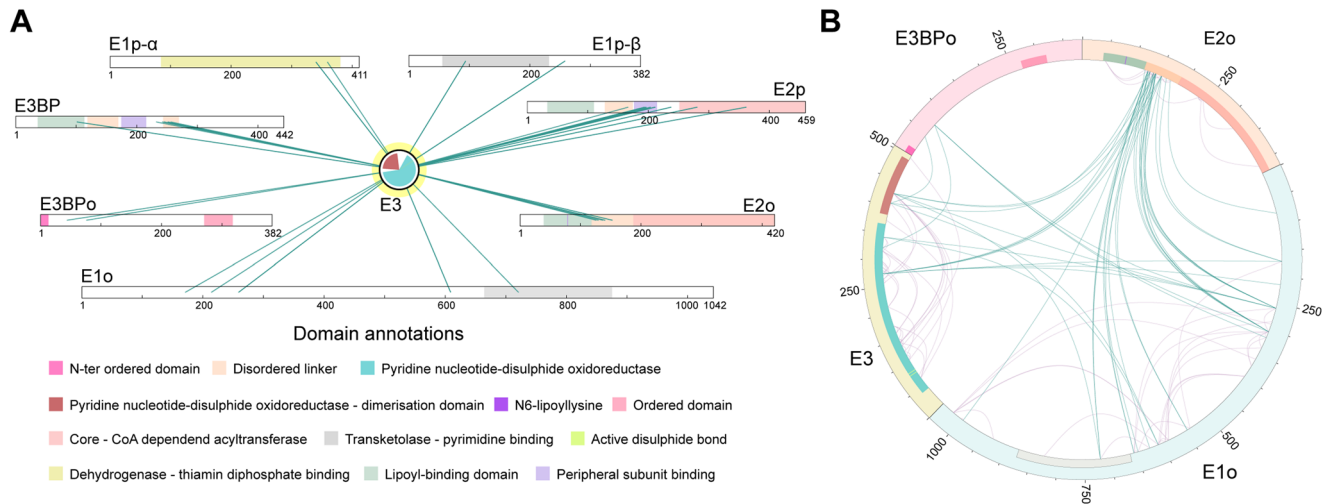 A
E1p-α
1
200
411
E1p-β
1
200
382
E3BP
1
200
400
442
E2p
1
200
400
459
E3
E3BPo
1
200
382
E2o
1
200
420
E1o
1
200
400
600
800
1000
1042
Domain annotations
N-ter ordered domain
Disordered linker
Pyridine nucleotide-disulphide oxidoreductase
Pyridine nucleotide-disulphide oxidoreductase - dimerisation domain
N6-lipoyllysine
Ordered domain
Core - CoA dependend acyltransferase
Transketolase - pyrimidine binding
Active disulphide bond
Dehydrogenase - thiamin diphosphate binding
Lipoyl-binding domain
Peripheral subunit binding
B
E3BPo
250
E2o
250
500
E3
250
250
E1o
500
750
1000